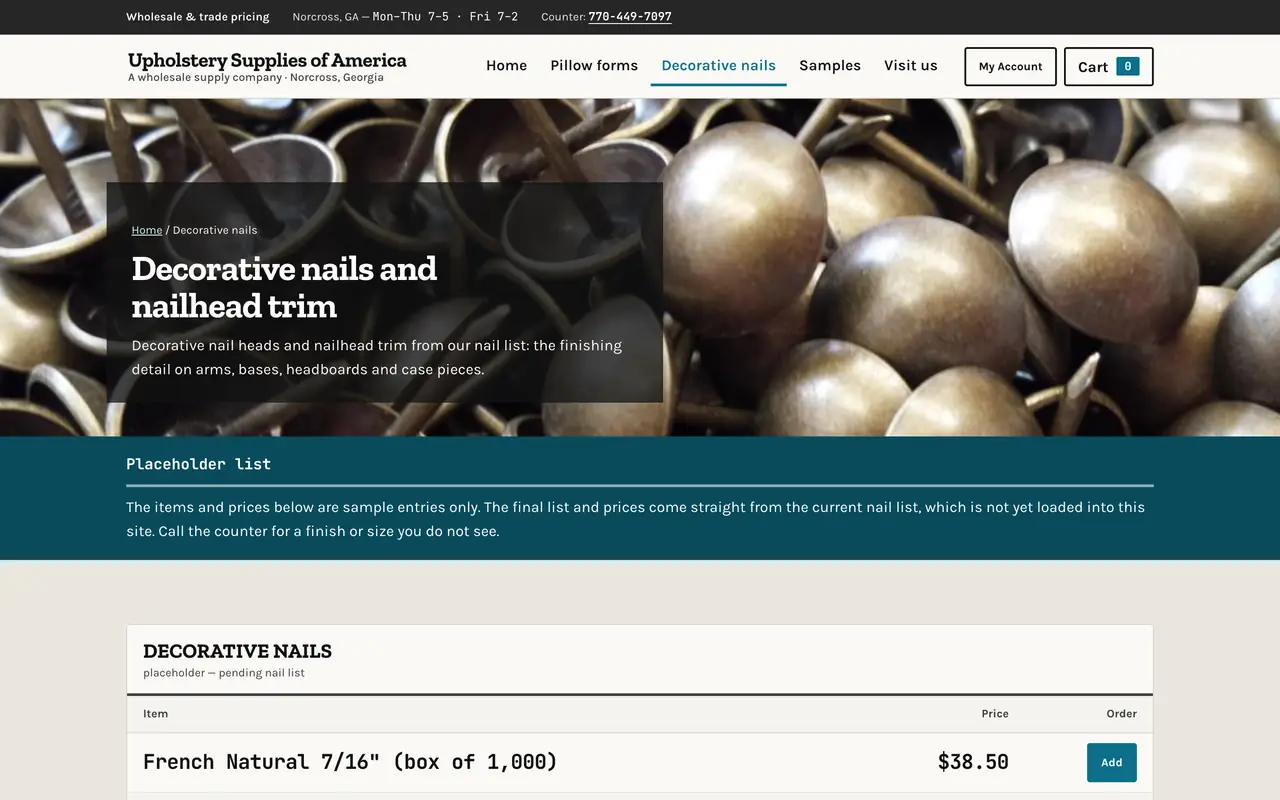 Wholesale & trade pricing
Norcross, GA — Mon–Thu 7–5 · Fri 7–2
Counter: 770-449-7097
Upholstery Supplies of America
A wholesale supply company · Norcross, Georgia
Home
Pillow forms
Decorative nails
Samples
Visit us
My Account
Cart 0
Home / Decorative nails
Decorative nails and
nailhead trim
Decorative nail heads and nailhead trim from our nail list: the finishing
detail on arms, bases, headboards and case pieces.
Placeholder list
The items and prices below are sample entries only. The final list and prices come straight from the current nail list, which is not yet loaded into this
site. Call the counter for a finish or size you do not see.
DECORATIVE NAILS
placeholder — pending nail list
Item
Price
Order
French Natural 7/16" (box of 1,000)
$38.50
Add